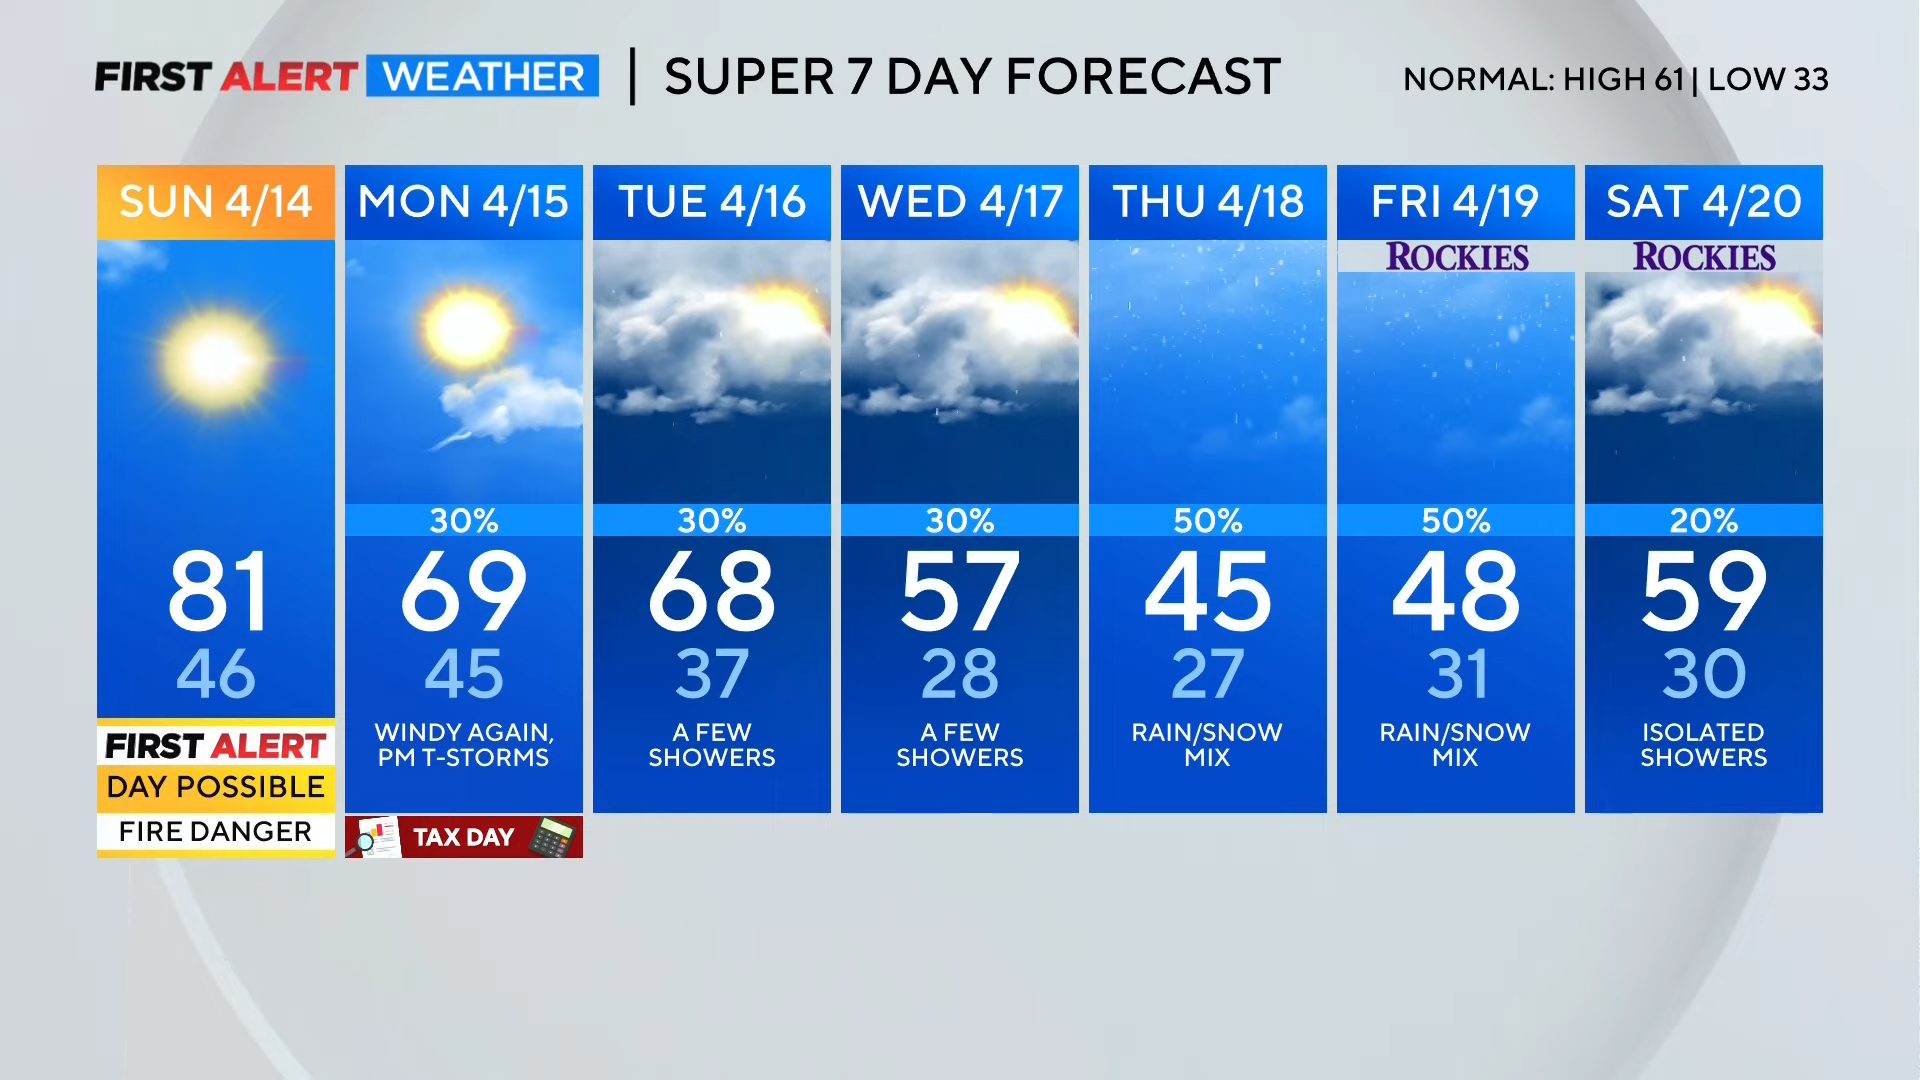 FIRST ALERT WEATHER | SUPER 7 DAY FORECAST
NORMAL: HIGH 61 | LOW 33
SUN 4/14
81
46
FIRST ALERT
DAY POSSIBLE
FIRE DANGER
MON 4/15
30%
69
45
WINDY AGAIN,
PM T-STORMS
TAX DAY
TUE 4/16
30%
68
37
A FEW
SHOWERS
WED 4/17
30%
57
28
A FEW
SHOWERS
THU 4/18
50%
45
27
RAIN/SNOW
MIX
FRI 4/19
ROCKIES
50%
48
31
RAIN/SNOW
MIX
SAT 4/20
ROCKIES
20%
59
30
ISOLATED
SHOWERS